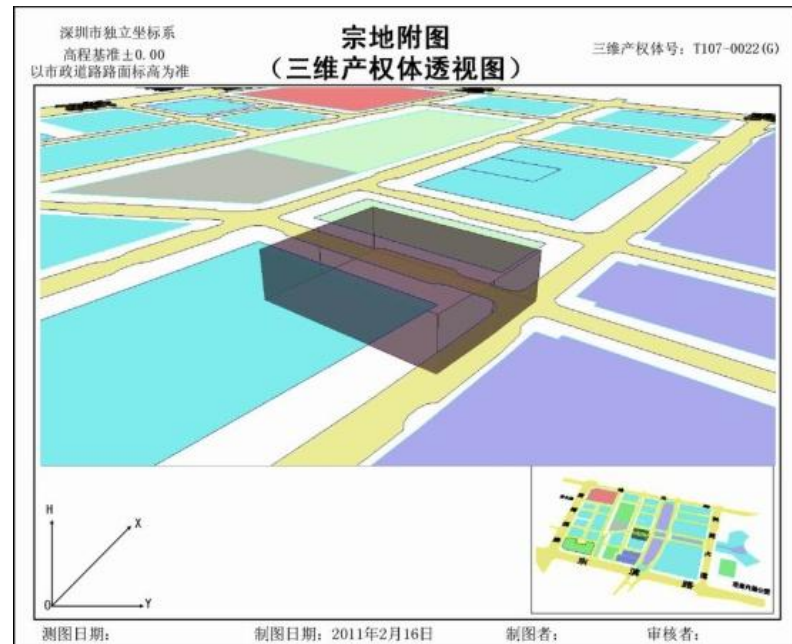 深圳市独立坐标系
高程基准±0.00
以市政道路路面标高为准
宗地附图
(三维产权体透视图)
三维产权体号: T107-0022(G)
H
X
O
Y
东滨路
测图日期:
制图日期: 2011年2月16日
制图者:
审核者: